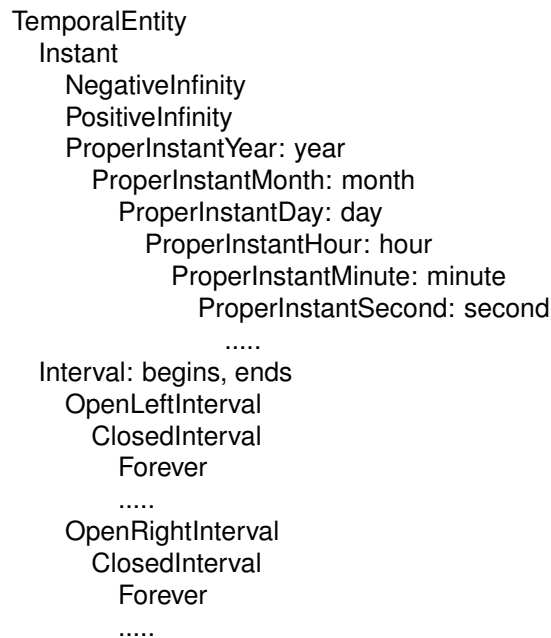 TemporalEntity
Instant
NegativeInfinity
PositiveInfinity
ProperInstantYear: year
ProperInstantMonth: month
ProperInstantDay: day
ProperInstantHour: hour
ProperInstantMinute: minute
ProperInstantSecond: second
.....
Interval: begins, ends
OpenLeftInterval
ClosedInterval
Forever
.....
OpenRightInterval
ClosedInterval
Forever
.....